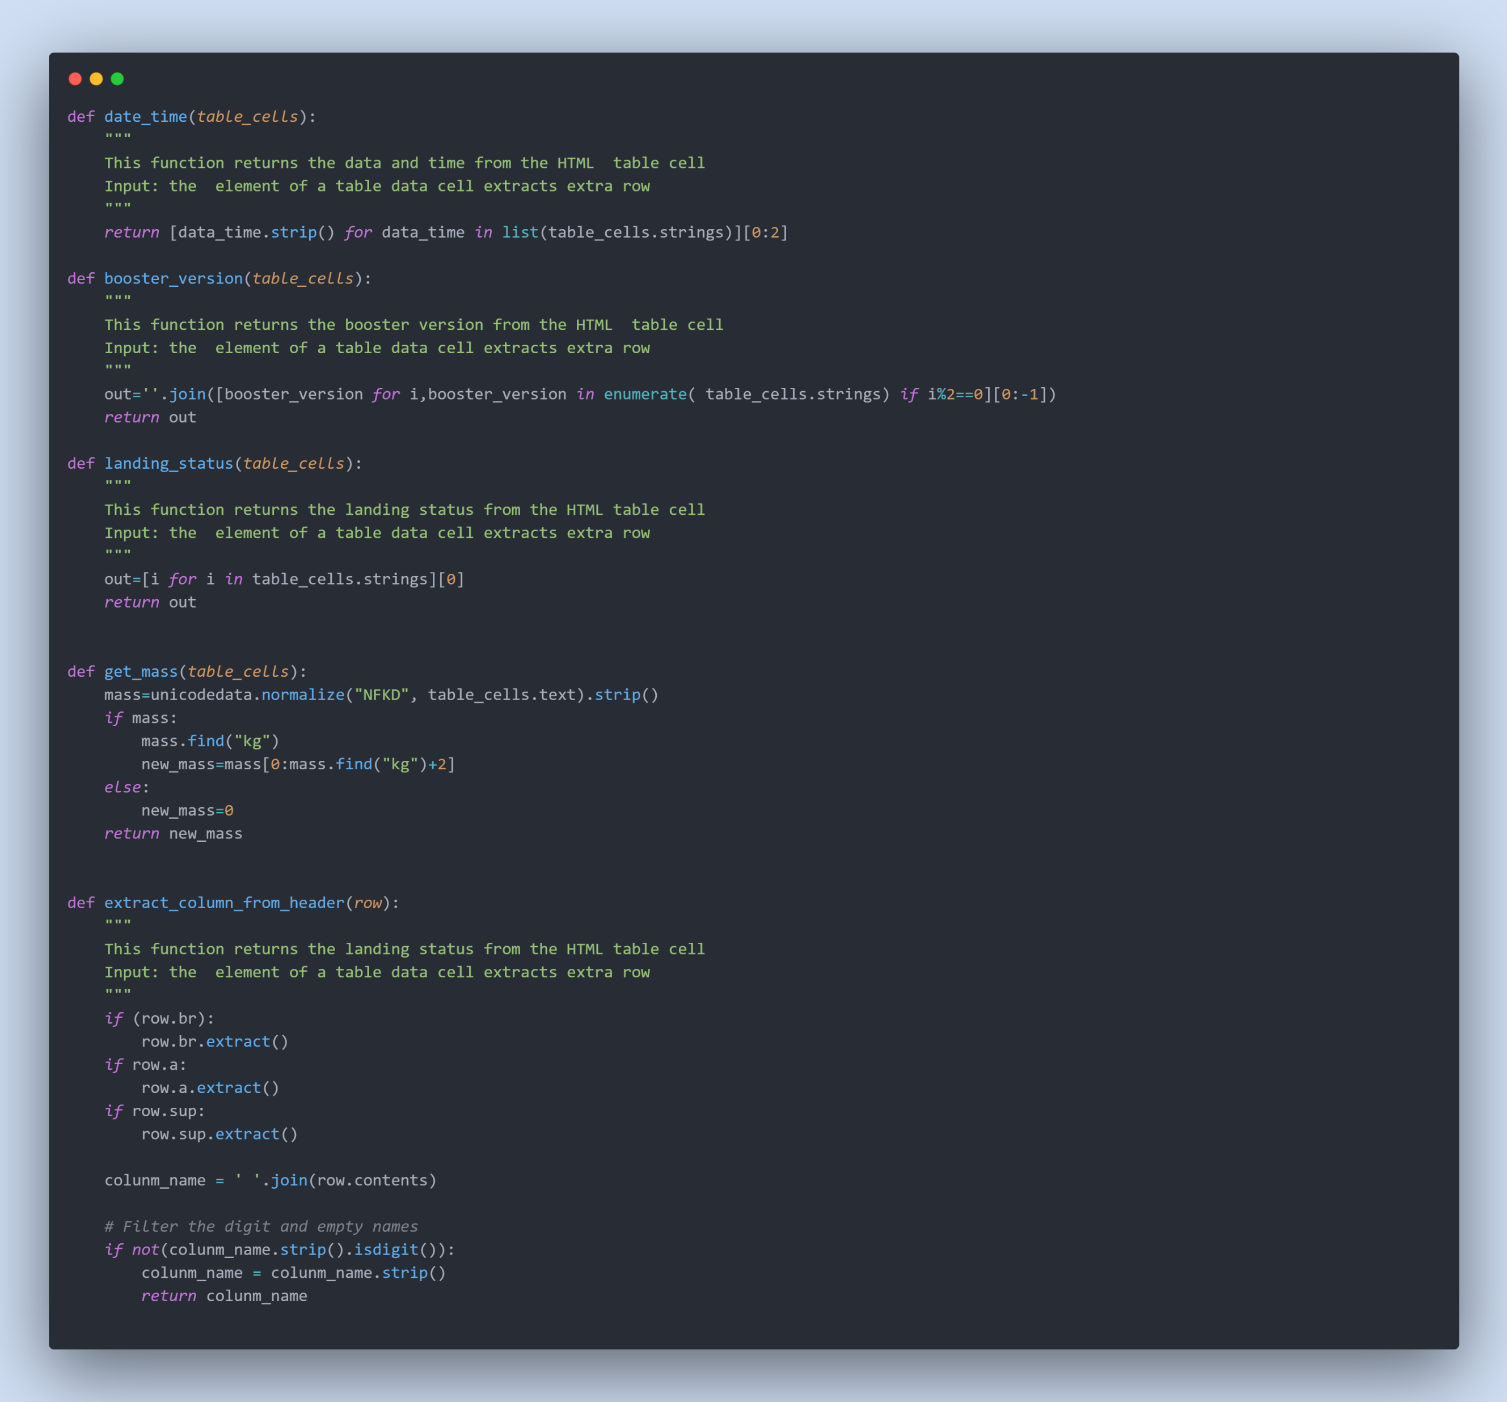 def date_time(table_cells):
    """
    This function returns the data and time from the HTML  table cell
    Input: the  element of a table data cell extracts extra row
    """
    return [data_time.strip() for data_time in list(table_cells.strings)][0:2]

def booster_version(table_cells):
    """
    This function returns the booster version from the HTML  table cell
    Input: the  element of a table data cell extracts extra row
    """
    out=''.join([booster_version for i,booster_version in enumerate( table_cells.strings) if i%2==0][0:-1])
    return out

def landing_status(table_cells):
    """
    This function returns the landing status from the HTML table cell
    Input: the  element of a table data cell extracts extra row
    """
    out=[i for i in table_cells.strings][0]
    return out


def get_mass(table_cells):
    mass=unicodedata.normalize("NFKD", table_cells.text).strip()
    if mass:
        mass.find("kg")
        new_mass=mass[0:mass.find("kg")+2]
    else:
        new_mass=0
    return new_mass


def extract_column_from_header(row):
    """
    This function returns the landing status from the HTML table cell
    Input: the  element of a table data cell extracts extra row
    """
    if (row.br):
        row.br.extract()
    if row.a:
        row.a.extract()
    if row.sup:
        row.sup.extract()

    colunm_name = ' '.join(row.contents)

    # Filter the digit and empty names
    if not(colunm_name.strip().isdigit()):
        colunm_name = colunm_name.strip()
        return colunm_name